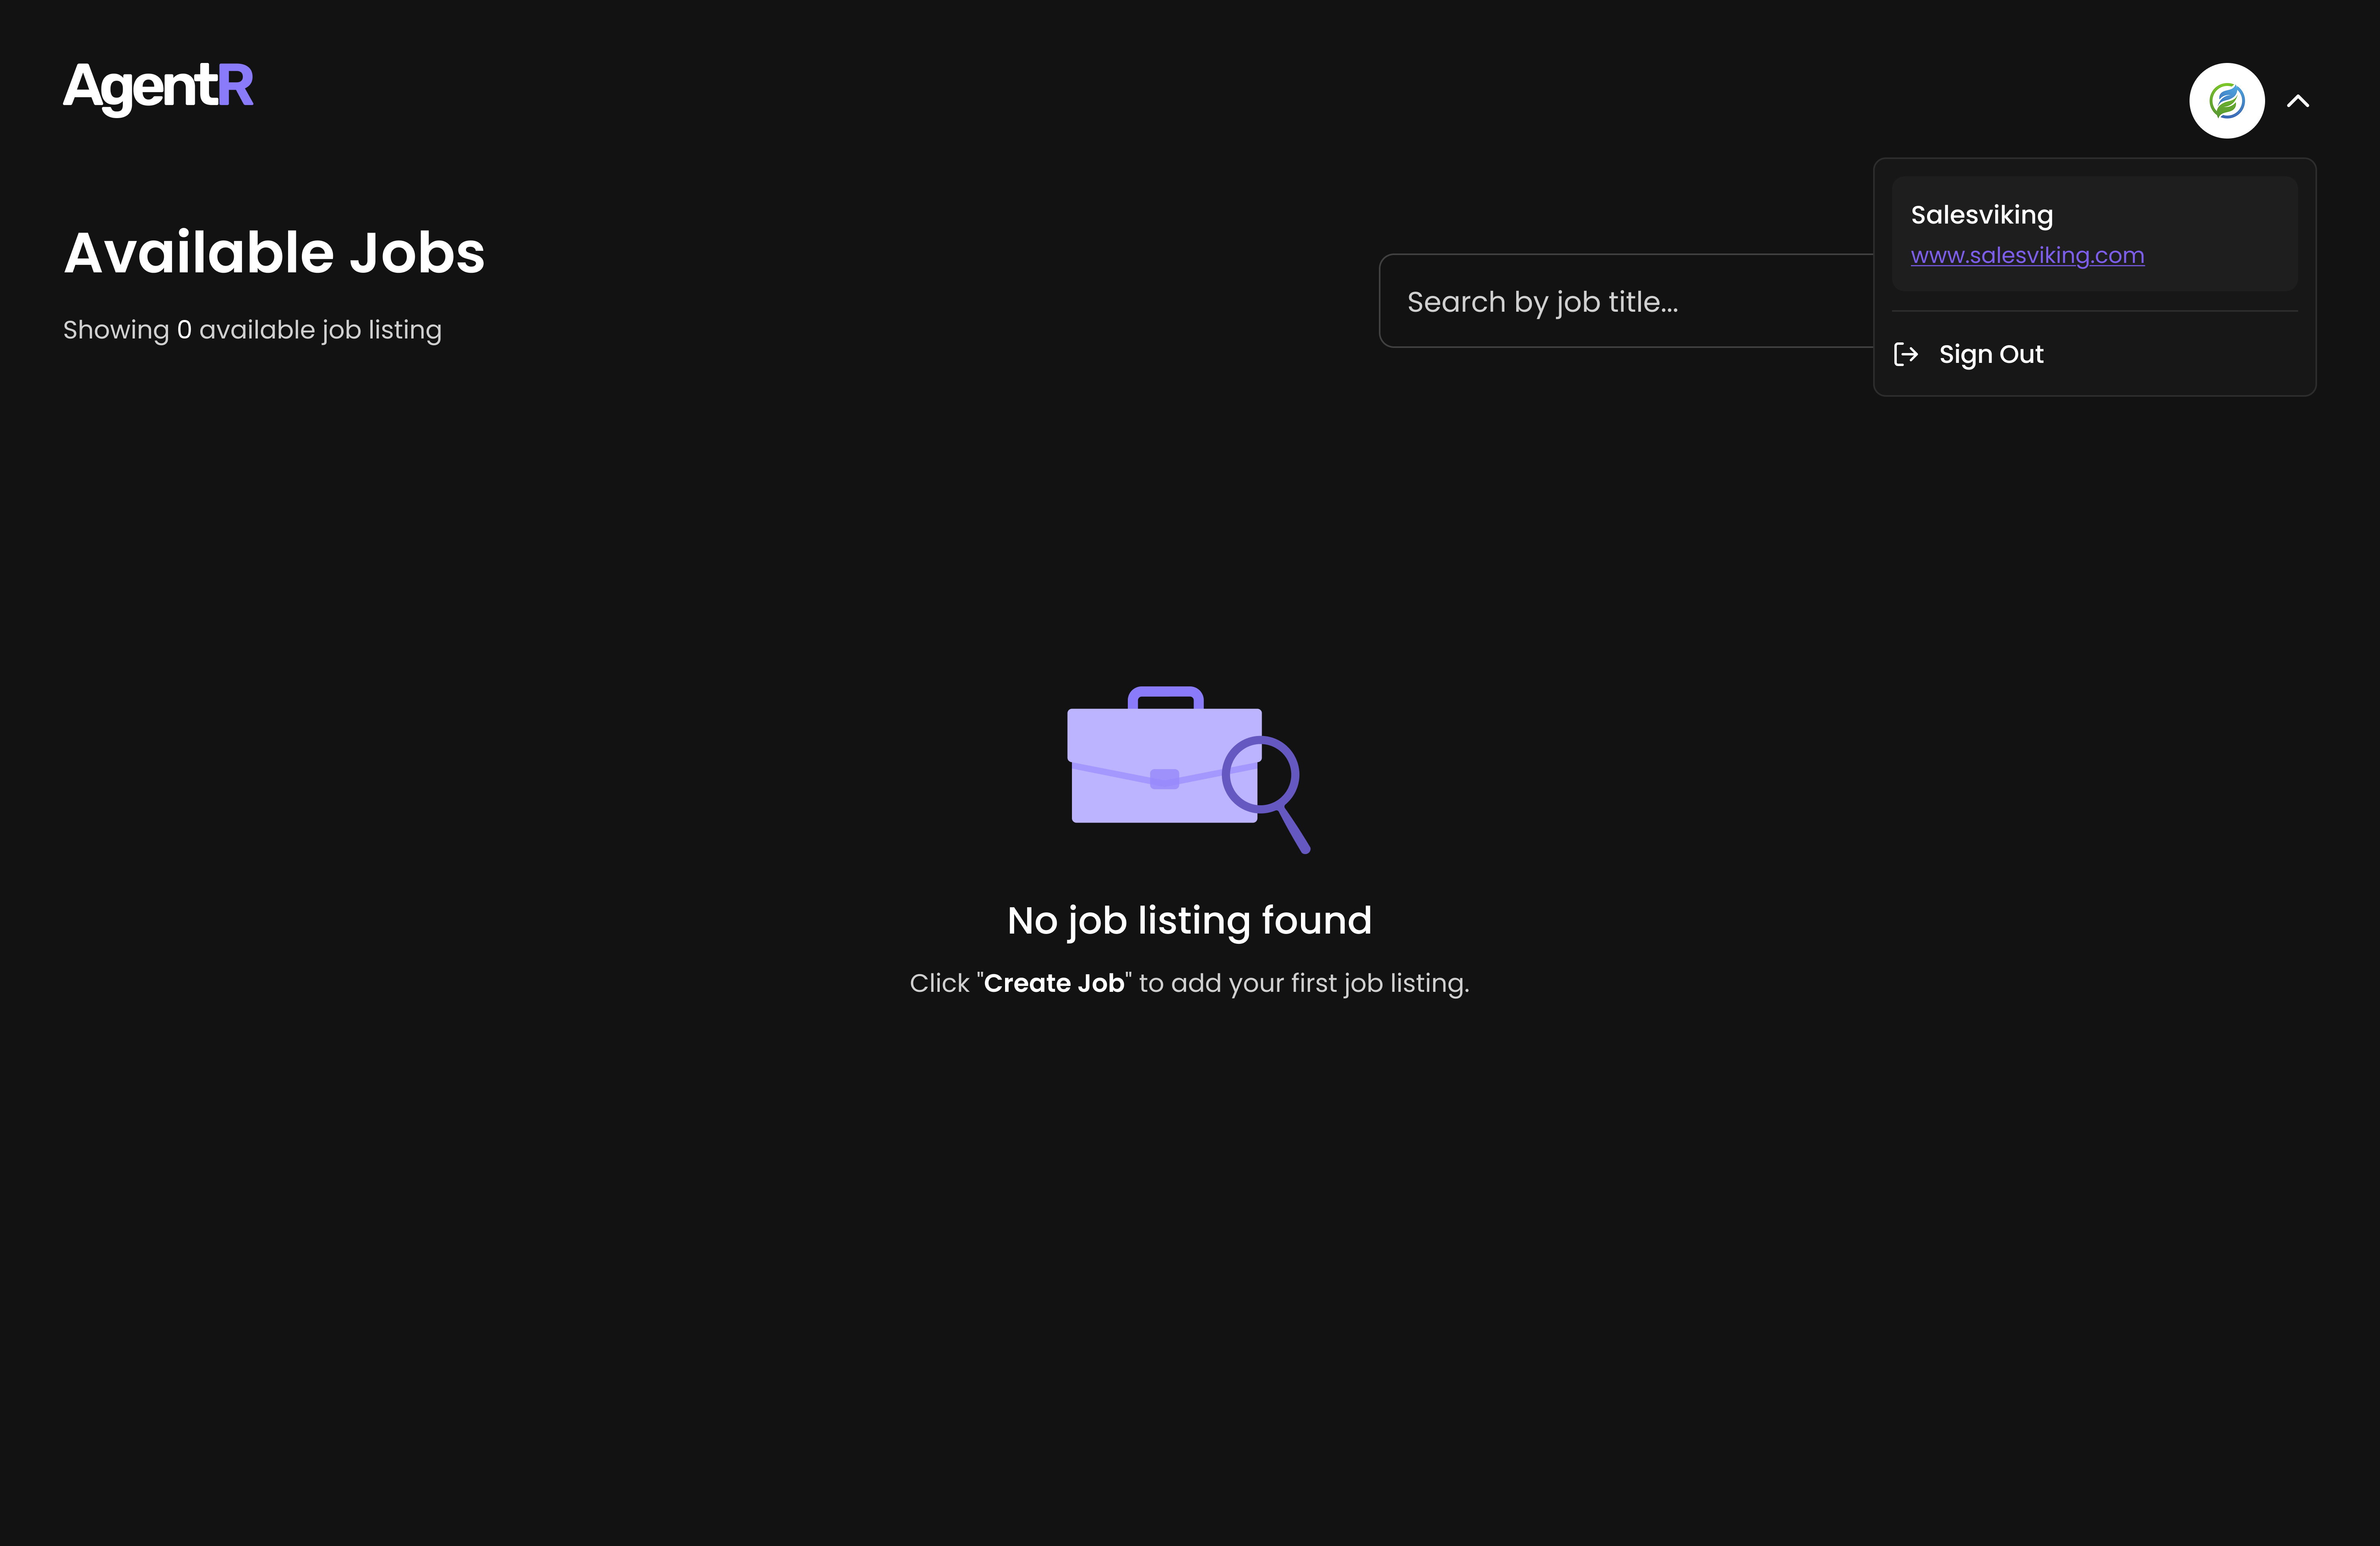 AgentR
Salesviking
www.salesviking.com
Sign Out
Available Jobs
Showing 0 available job listing
Search by job title...
No job listing found
Click "Create Job" to add your first job listing.